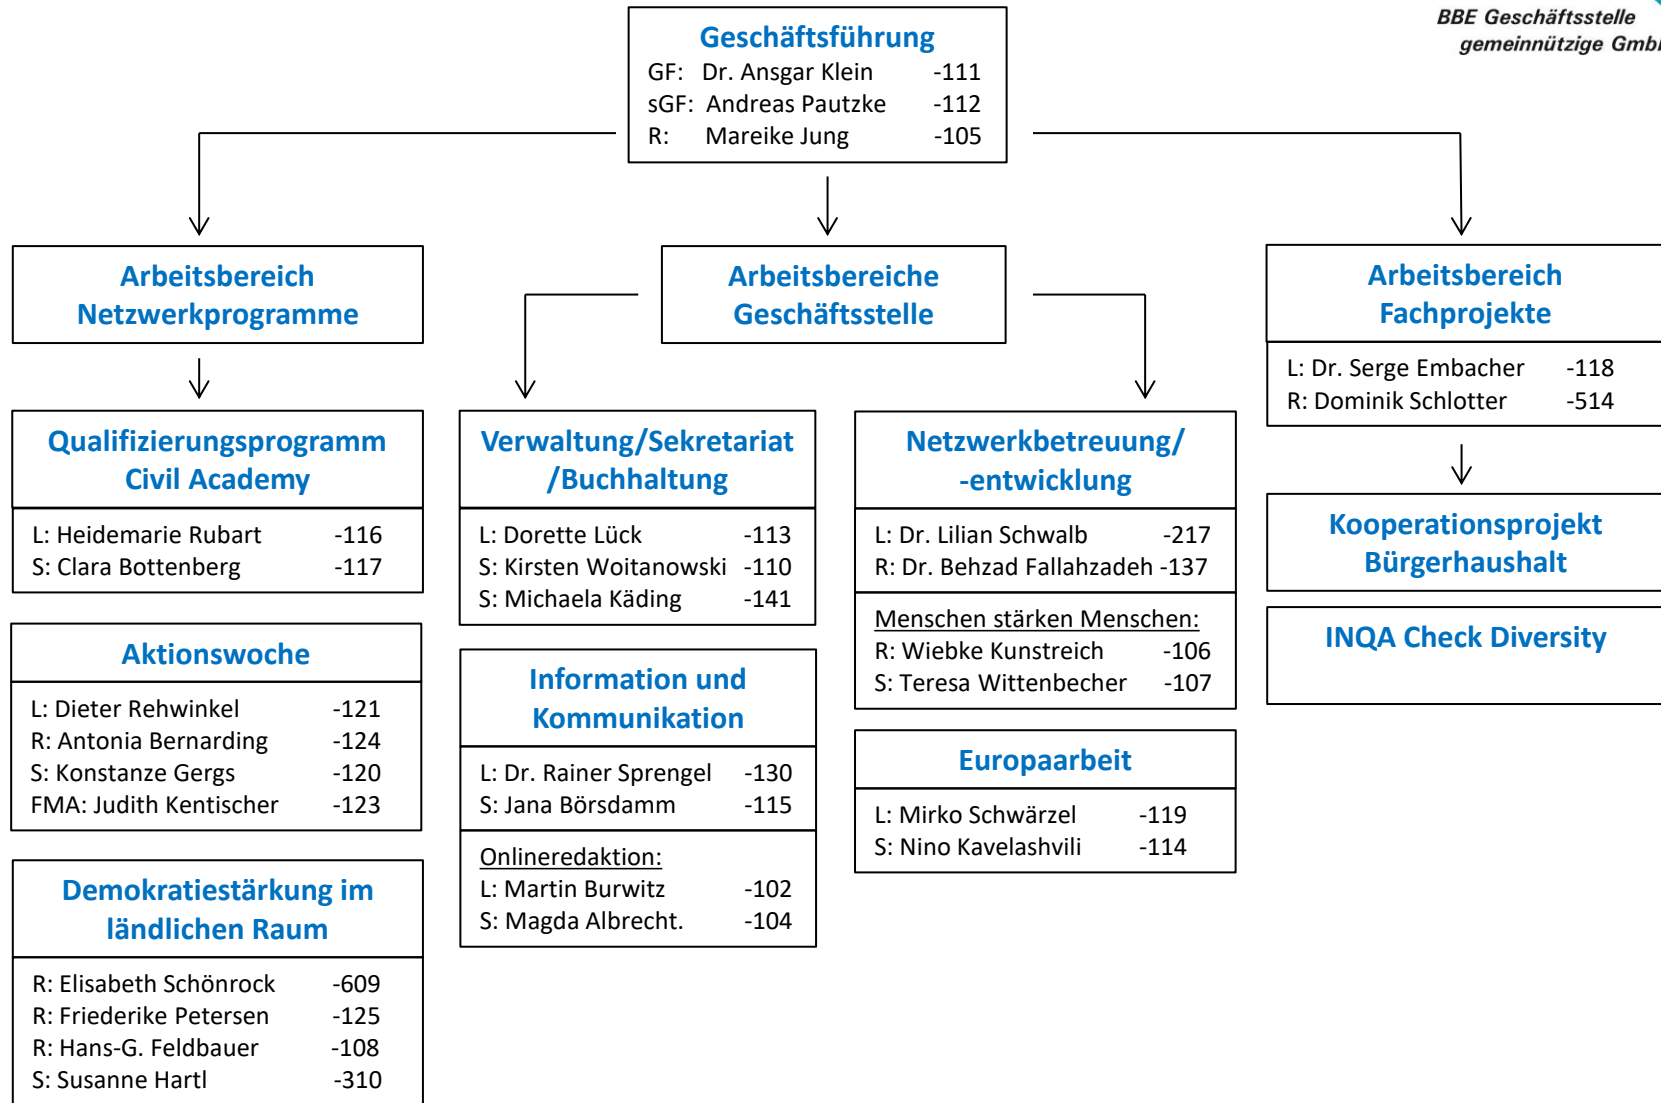 BBE Geschäftsstelle
gemeinnützige GmbH
Geschäftsführung
GF: Dr. Ansgar Klein -111
sGF: Andreas Pautzke -112
R: Mareike Jung -105
Arbeitsbereich
Netzwerkprogramme
Arbeitsbereiche
Geschäftsstelle
Arbeitsbereich
Fachprojekte
L: Dr. Serge Embacher -118
R: Dominik Schlotter -514
Qualifizierungsprogramm
Civil Academy
L: Heidemarie Rubart -116
S: Clara Bottenberg -117
Aktionswoche
L: Dieter Rehwinkel -121
R: Antonia Bernarding -124
S: Konstanze Gergs -120
FMA: Judith Kentischer -123
Demokratiestärkung im
ländlichen Raum
R: Elisabeth Schönrock -609
R: Friederike Petersen -125
R: Hans-G. Feldbauer -108
S: Susanne Hartl -310
Verwaltung/Sekretariat
/Buchhaltung
L: Dorette Lück -113
S: Kirsten Woitanowski -110
S: Michaela Käding -141
Information und
Kommunikation
L: Dr. Rainer Sprengel -130
S: Jana Börsdamm -115
Onlineredaktion:
L: Martin Burwitz -102
S: Magda Albrecht. -104
Netzwerkbetreuung/
-entwicklung
L: Dr. Lilian Schwalb -217
R: Dr. Behzad Fallahzadeh -137
Menschen stärken Menschen:
R: Wiebke Kunstreich -106
S: Teresa Wittenbecher -107
Europaarbeit
L: Mirko Schwärzel -119
S: Nino Kavelashvili -114
Kooperationsprojekt
Bürgerhaushalt
INQA Check Diversity